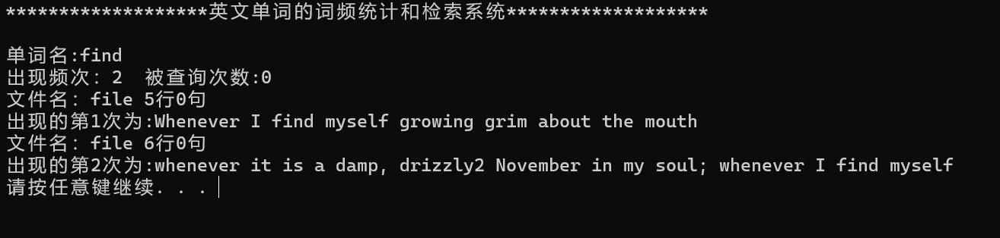 *******************英文单词的词频统计和检索系统*******************
单词名:find
出现频次: 2  被查询次数:0
文件名: file 5行0句
出现的第1次为:Whenever I find myself growing grim about the mouth
文件名: file 6行0句
出现的第2次为:whenever it is a damp, drizzly2 November in my soul; whenever I find myself
请按任意键继续. . .